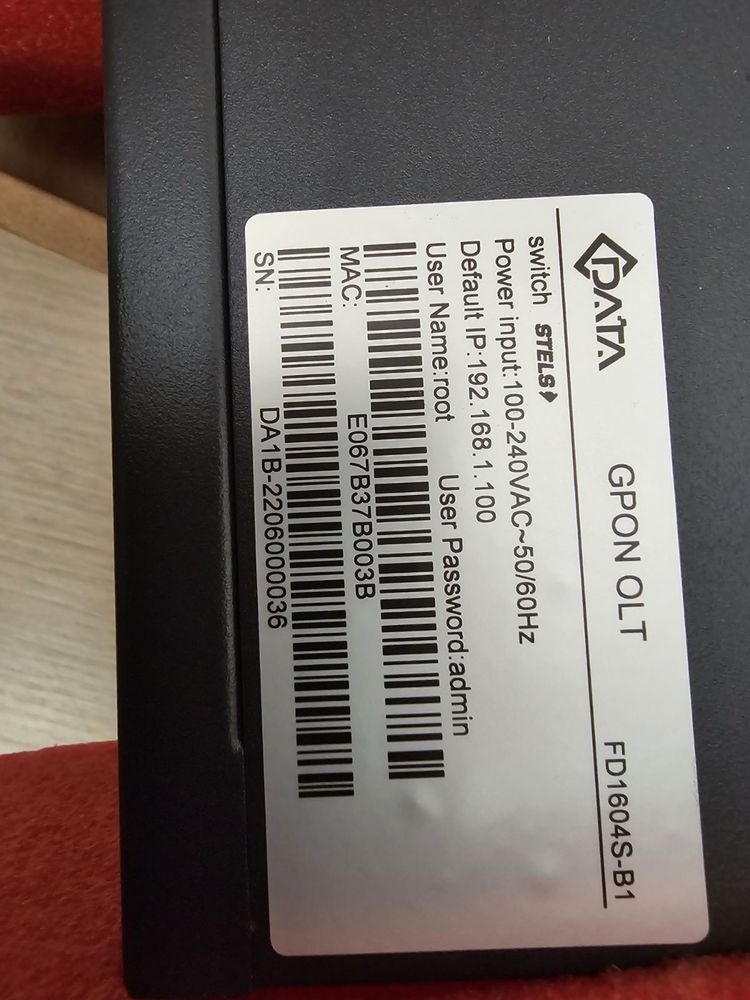 CDATA GPON OLT FD1604S-B1
switch STELS
Power input:100-240VAC~50/60Hz
Default IP:192.168.1.100
User Name:root User Password:admin
MAC: E067B37B003B
SN: DA1B-2206000036